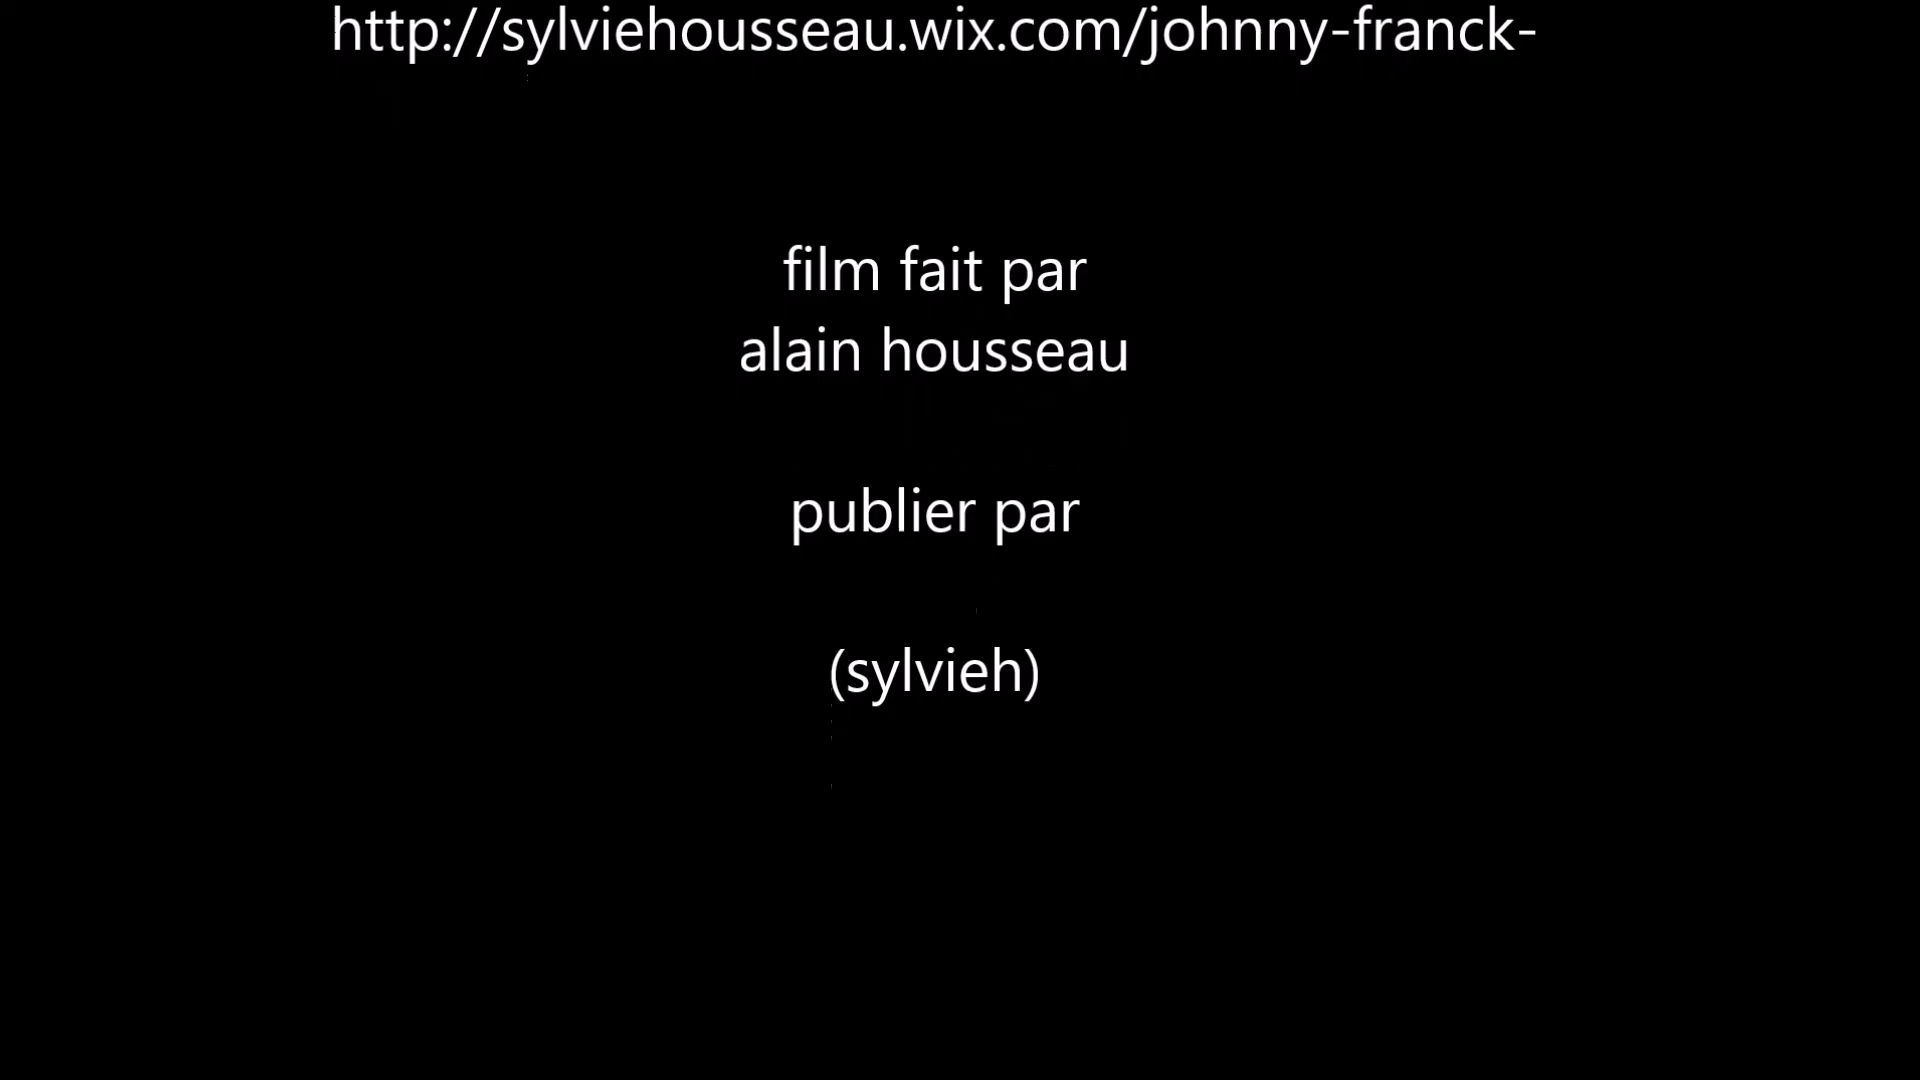 http://sylviehousseau.wix.com/johnny-franck-
film fait par
alain housseau
publier par
(sylvieh)